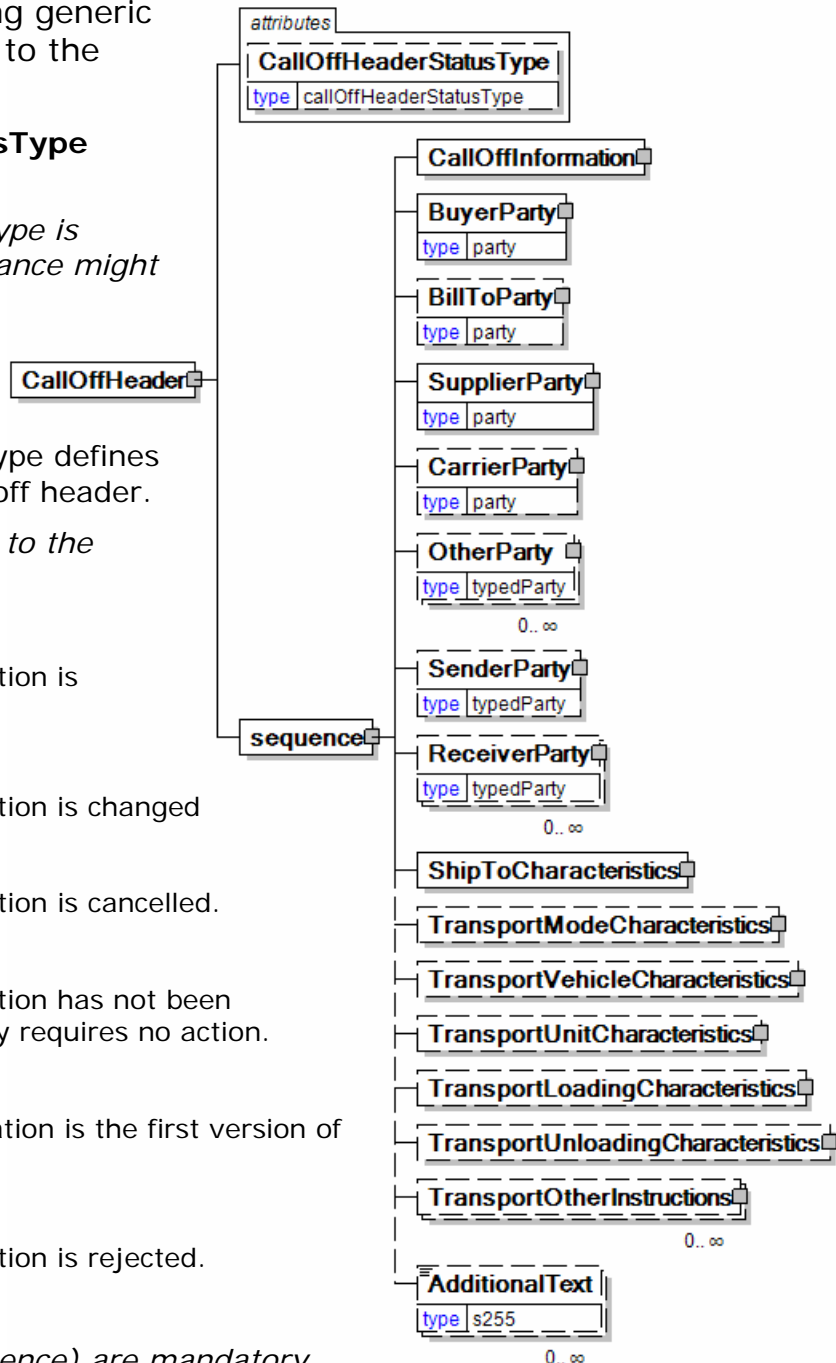 ng generic
to the
sType
ype is
ance might
ype defines
off header.
to the
tion is
tion is changed
tion is cancelled.
tion has not been
y requires no action.
ation is the first version of
tion is rejected.
ence) are mandatory
CallOffHeader
attributes
CallOffHeaderStatusType
type callOffHeaderStatusType
sequence
CallOffInformation
BuyerParty
type party
BillToParty
type party
SupplierParty
type party
CarrierParty
type party
OtherParty
type typedParty
0.. ∞
SenderParty
type typedParty
ReceiverParty
type typedParty
0.. ∞
ShipToCharacteristics
TransportModeCharacteristics
TransportVehicleCharacteristics
TransportUnitCharacteristics
TransportLoadingCharacteristics
TransportUnloadingCharacteristics
TransportOtherInstructions
0.. ∞
AdditionalText
type s255
0.. ∞